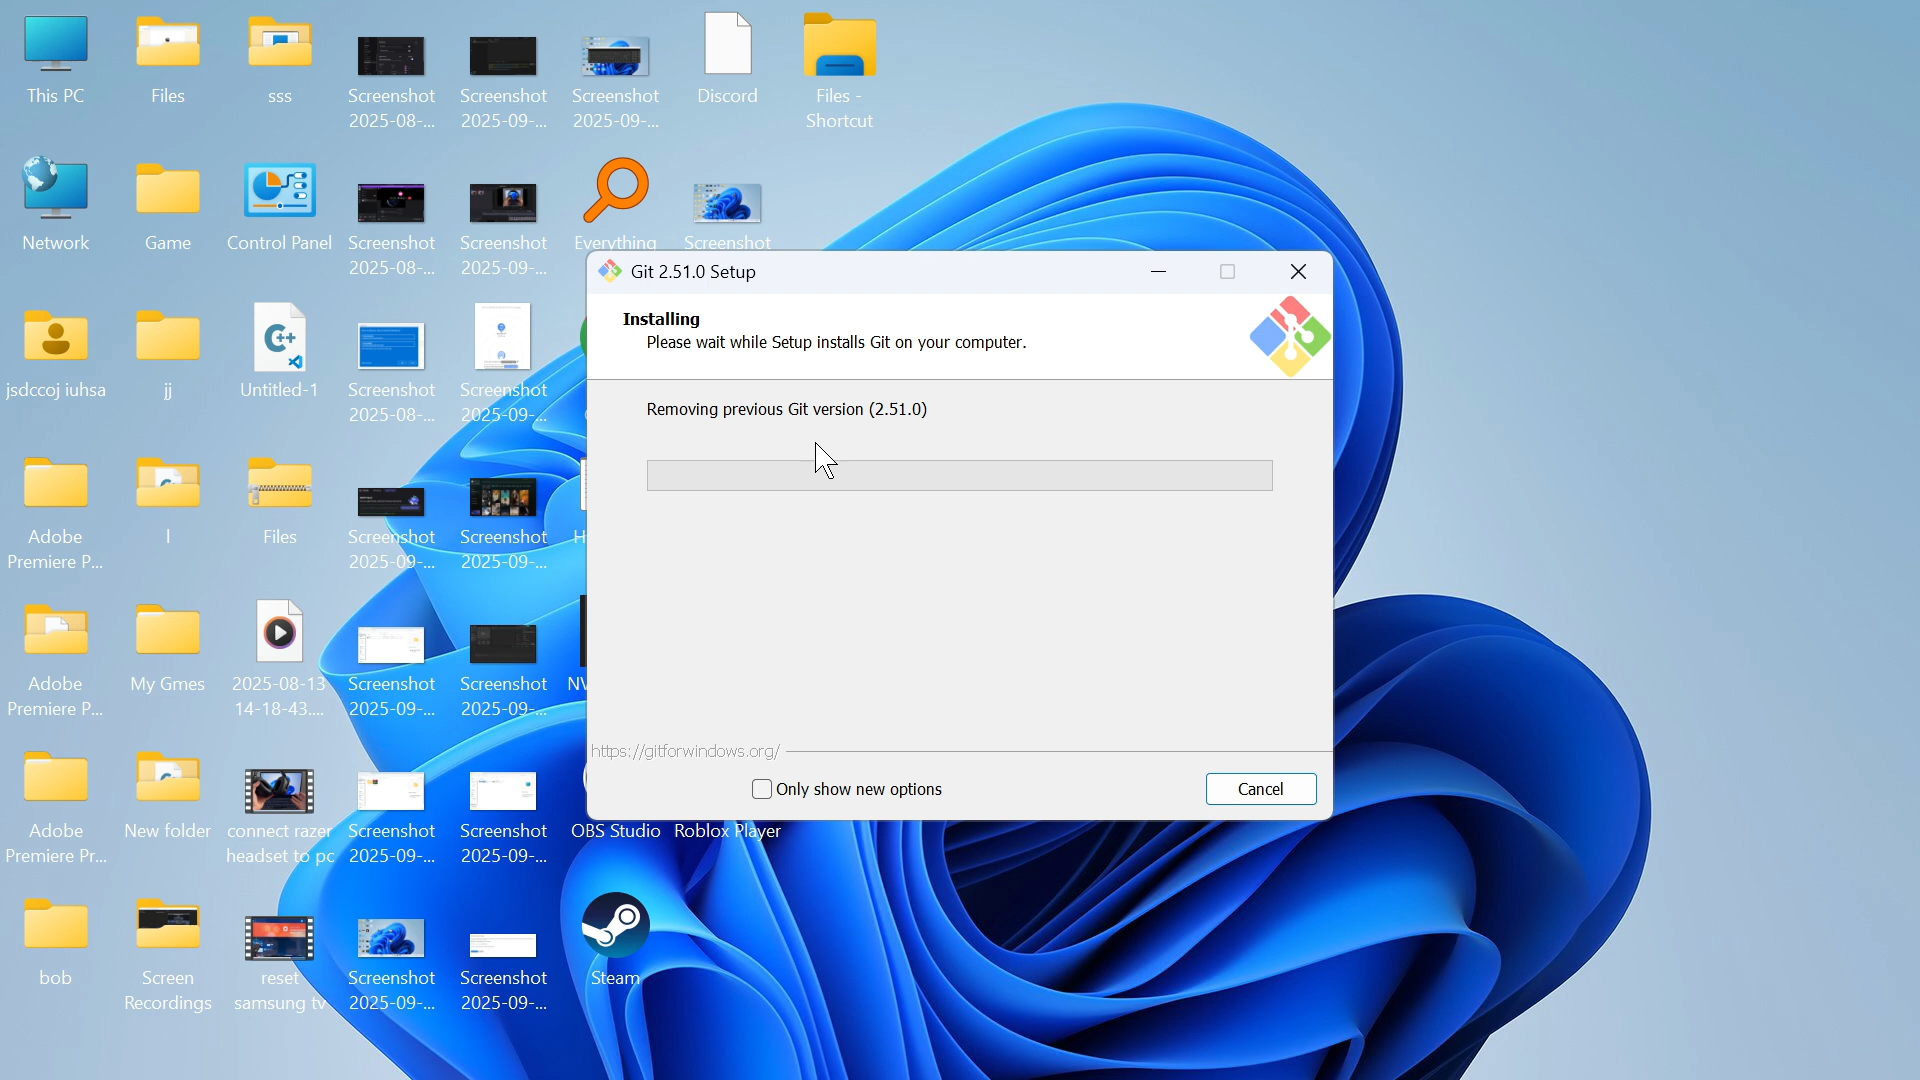 This PC
Files
sss
Screenshot
2025-08-...
Screenshot
2025-09-...
Screenshot
2025-09-...
Discord
Files -
Shortcut
Network
Game
Control Panel
Screenshot
2025-08-...
Screenshot
2025-09-...
Everything
Screenshot
jsdccoj iuhsa
jj
Untitled-1
Screenshot
2025-08-...
Screenshot
2025-09-...
Adobe
Premiere P...
l
Files
Screenshot
2025-09-...
Screenshot
2025-09-...
Adobe
Premiere P...
My Gmes
2025-08-13
14-18-43....
Screenshot
2025-09-...
Screenshot
2025-09-...
Adobe
Premiere Pr...
New folder
connect razer
headset to pc
Screenshot
2025-09-...
Screenshot
2025-09-...
OBS Studio
Roblox Player
bob
Screen
Recordings
reset
samsung tv
Screenshot
2025-09-...
Screenshot
2025-09-...
Steam
Git 2.51.0 Setup
Installing
Please wait while Setup installs Git on your computer.
Removing previous Git version (2.51.0)
https://gitforwindows.org/
Only show new options
Cancel